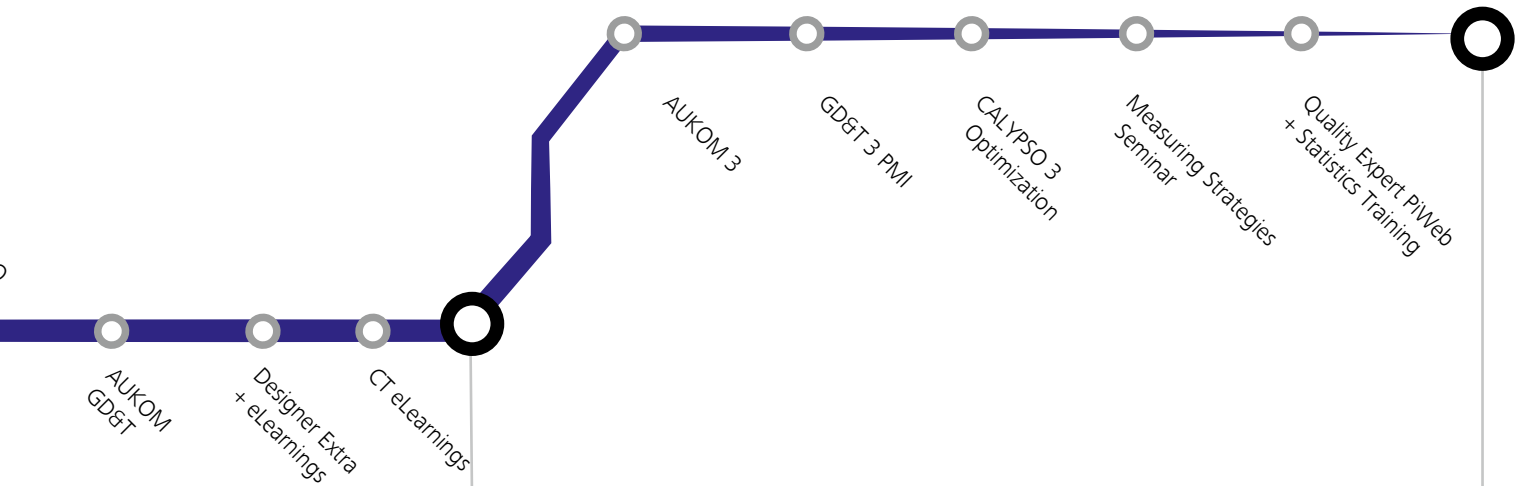 AUKOM 3
GD&T 3 PMI
CALYPSO 3
Optimization
Measuring Strategies
Seminar
Quality Expert PiWeb
+ Statistics Training
AUKOM
GD&T
Designer Extra
+ eLearnings
CT eLearnings